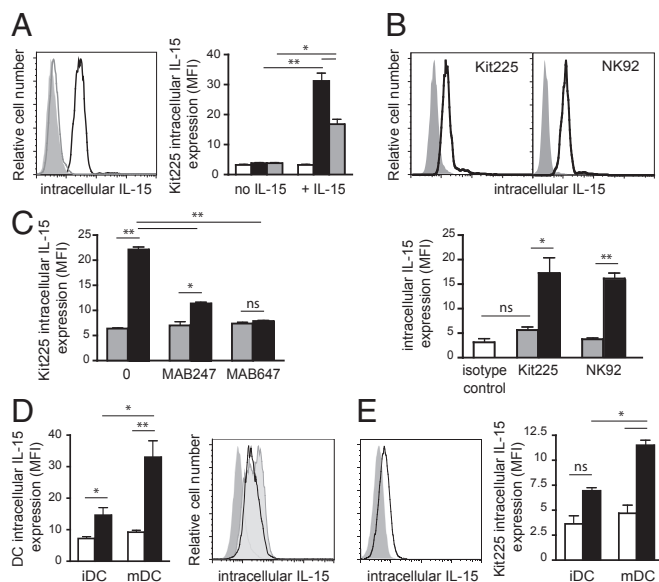 A
Relative cell number
intracellular IL-15
Kit225 intracellular IL-15
expression (MFI)
40
30
20
10
0
no IL-15
+ IL-15
*
**
B
Relative cell number
Kit225
NK92
intracellular IL-15
C
Kit225 intracellular IL-15
expression (MFI)
25
20
15
10
5
0
**
**
*
ns
0
MAB247
MAB647
intracellular IL-15
expression (MFI)
25
20
15
10
5
0
ns
*
**
isotype
control
Kit225
NK92
D
DC intracellular IL-15
expression (MFI)
40
30
20
10
0
*
*
**
iDC
mDC
Relative cell number
intracellular IL-15
E
intracellular IL-15
Kit225 intracellular IL-15
expression (MFI)
12.5
10
7.5
5
2.5
0
ns
*
iDC
mDC